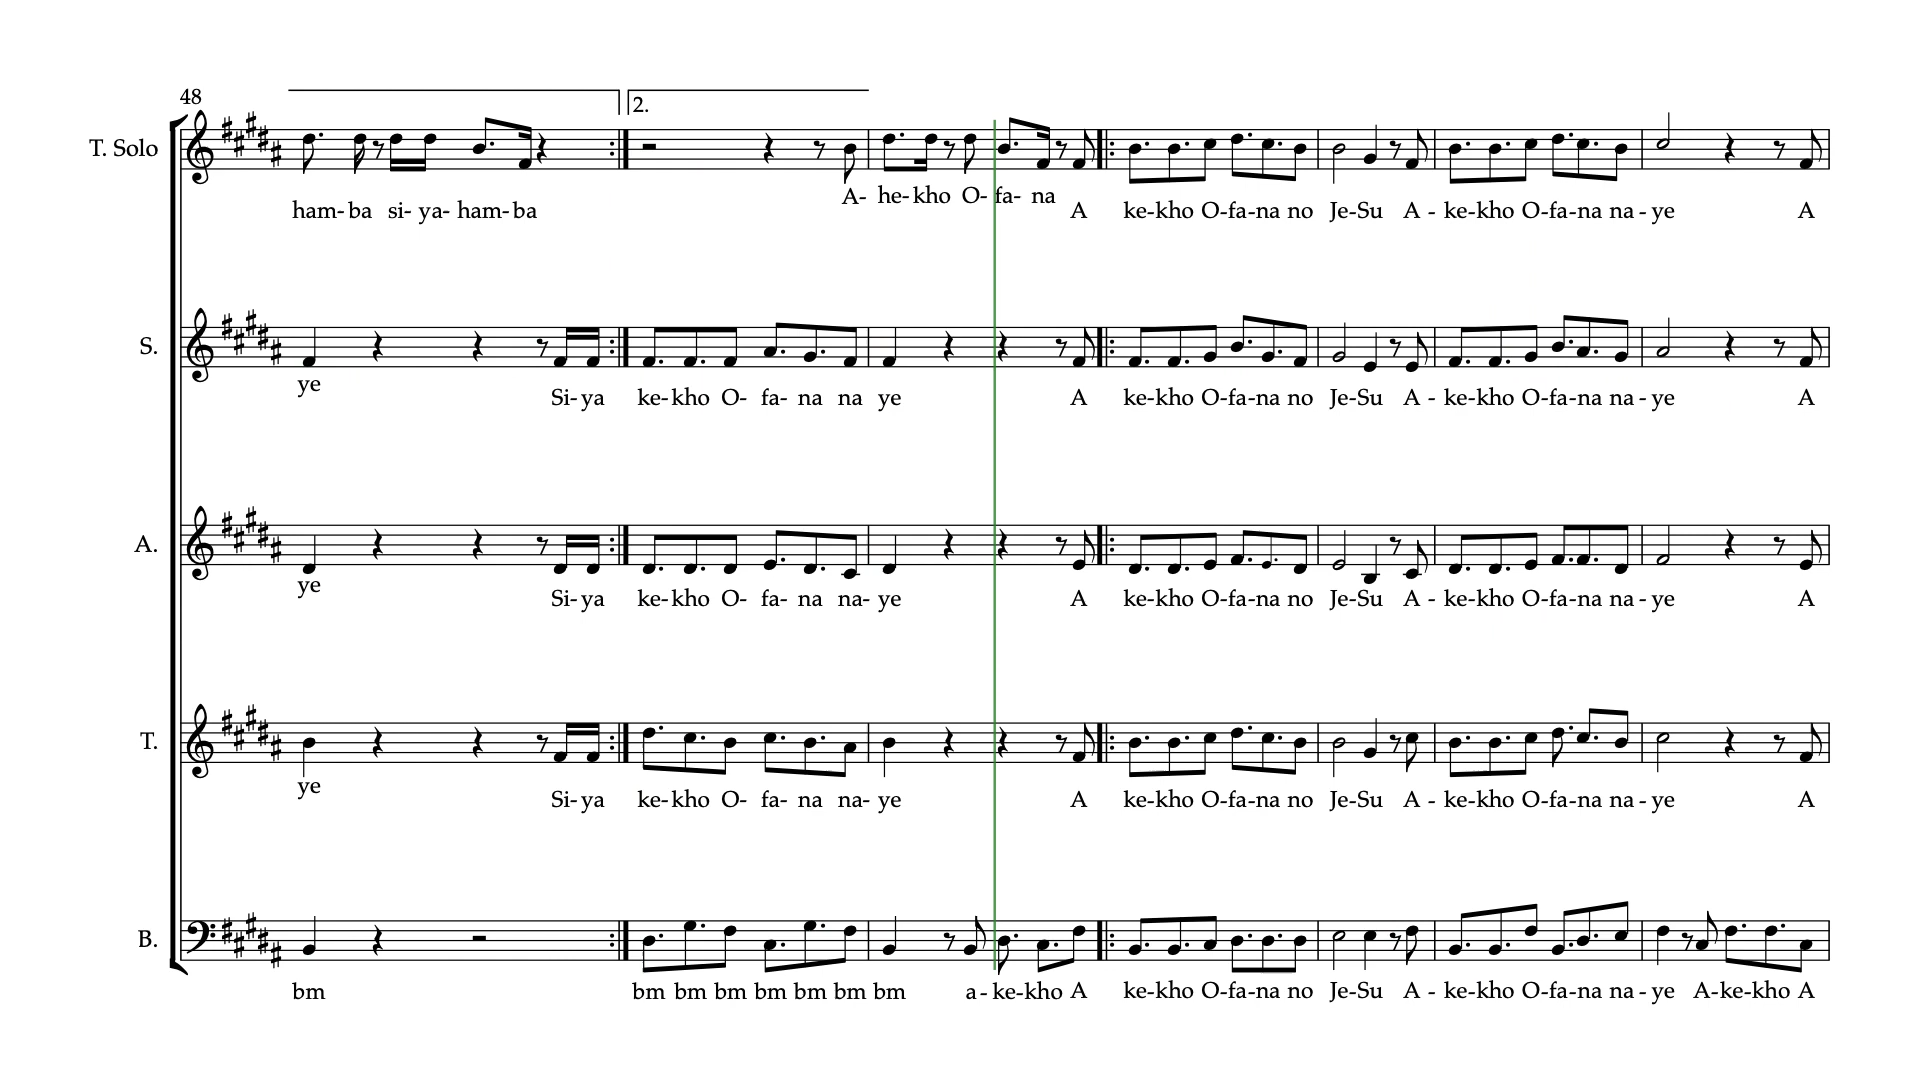 48
2.
T. Solo
A- he- kho O- fa- na
ham- ba si- ya- ham- ba A ke-kho O-fa-na no Je-Su A - ke-kho O-fa-na na - ye A
S.
ye
Si- ya ke- kho O- fa- na na ye A ke-kho O-fa-na no Je-Su A - ke-kho O-fa-na na - ye A
A.
ye
Si- ya ke- kho O- fa- na na- ye A ke-kho O-fa-na no Je-Su A - ke-kho O-fa-na na - ye A
T.
ye
Si- ya ke- kho O- fa- na na- ye A ke-kho O-fa-na no Je-Su A - ke-kho O-fa-na na - ye A
B.
bm bm bm bm bm bm bm bm a - ke-kho A ke-kho O-fa-na no Je-Su A - ke-kho O-fa-na na - ye A-ke-kho A